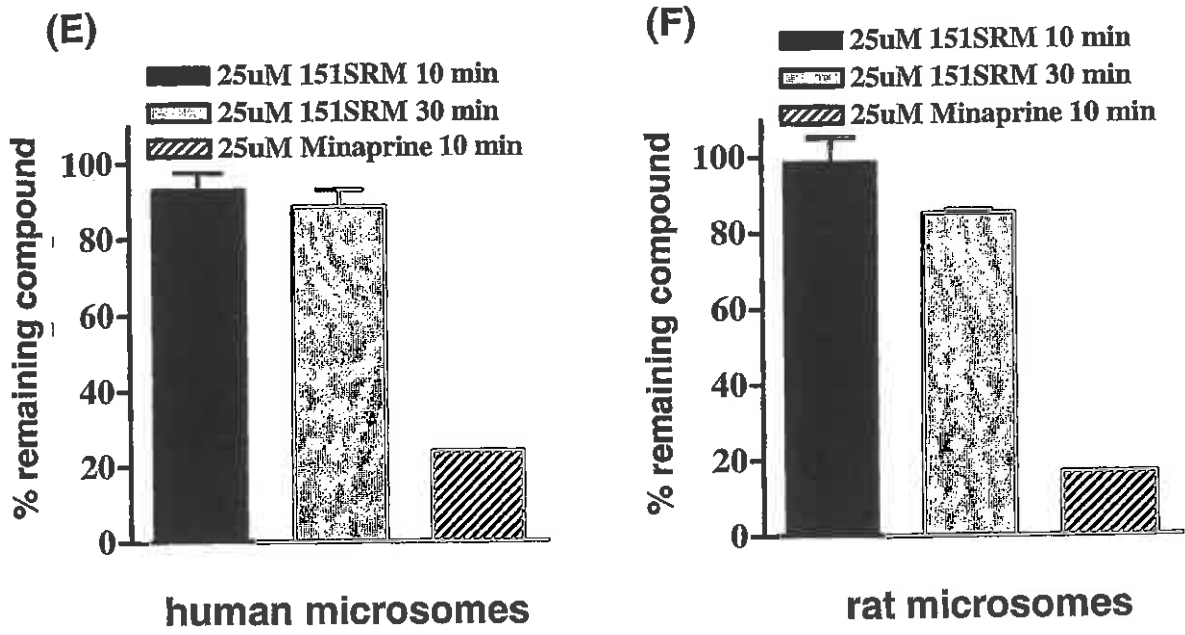 (E)
25uM 151SRM 10 min
25uM 151SRM 30 min
25uM Minaprine 10 min
% remaining compound
100
80
60
40
20
0
human microsomes
(F)
25uM 151SRM 10 min
25uM 151SRM 30 min
25uM Minaprine 10 min
% remaining compound
100
80
60
40
20
0
rat microsomes